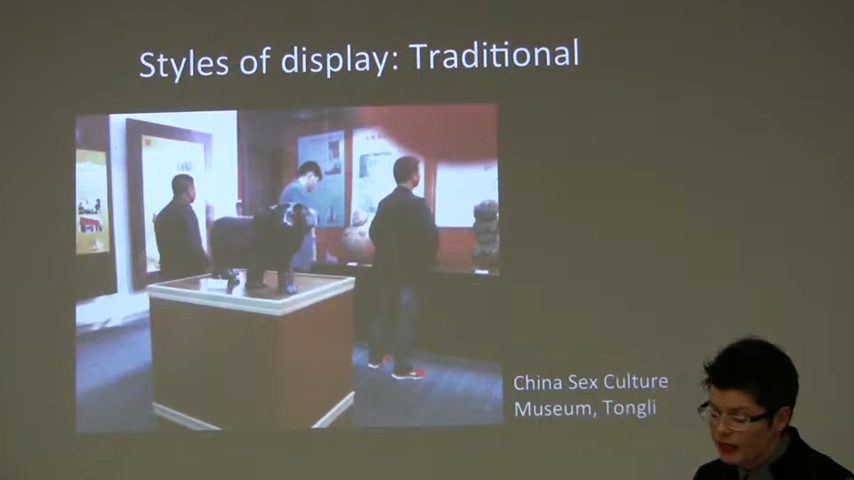 Styles of display: Traditional
China Sex Culture
Museum, Tongli